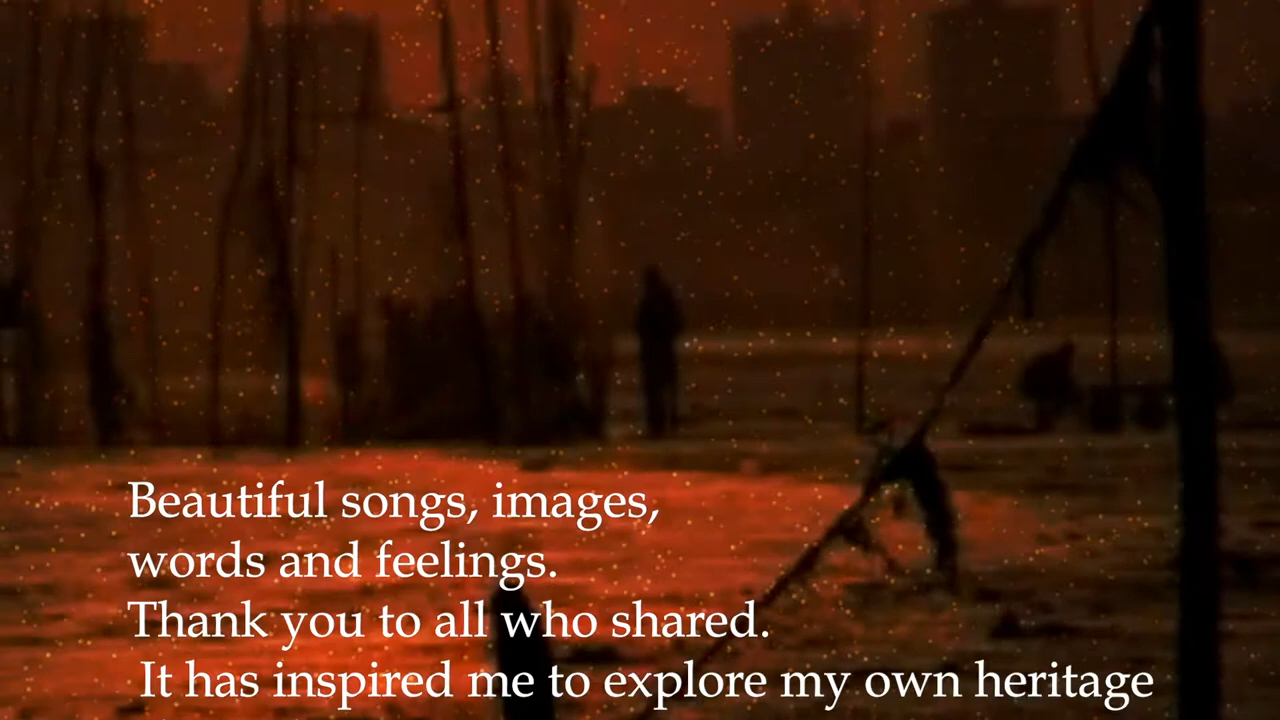 Beautiful songs, images,
words and feelings.
Thank you to all who shared.
It has inspired me to explore my own heritage